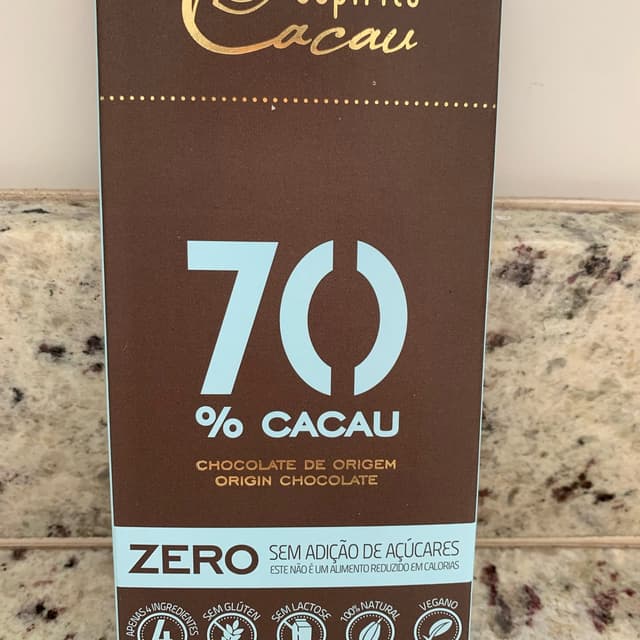 Cacau
70
% CACAU
CHOCOLATE DE ORIGEM
ORIGIN CHOCOLATE
ZERO
SEM ADIÇÃO DE AÇÚCARES
ESTE NÃO É UM ALIMENTO REDUZIDO EM CALORIAS
APENAS 4 INGREDIENTES
SEM GLÚTEN
SEM LACTOSE
100% NATURAL
VEGANO
4